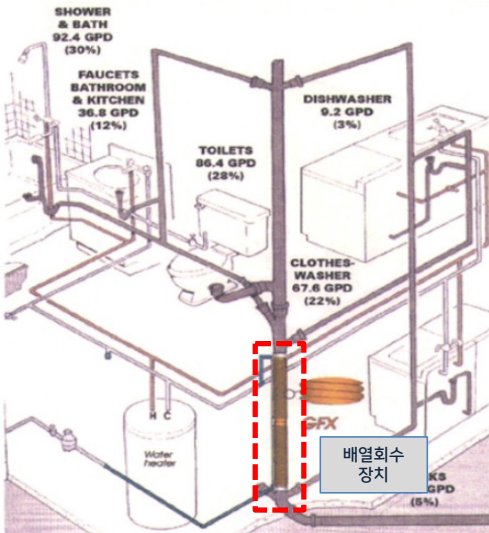 SHOWER
& BATH
92.4 GPD
(30%)
FAUCETS
BATHROOM
& KITCHEN
36.8 GPD
(12%)
TOILETS
86.4 GPD
(28%)
DISHWASHER
9.2 GPD
(3%)
CLOTHES-
WASHER
67.6 GPD
(22%)
H C
Water
heater
GFX
배열회수
장치
KS
GPD
(5%)